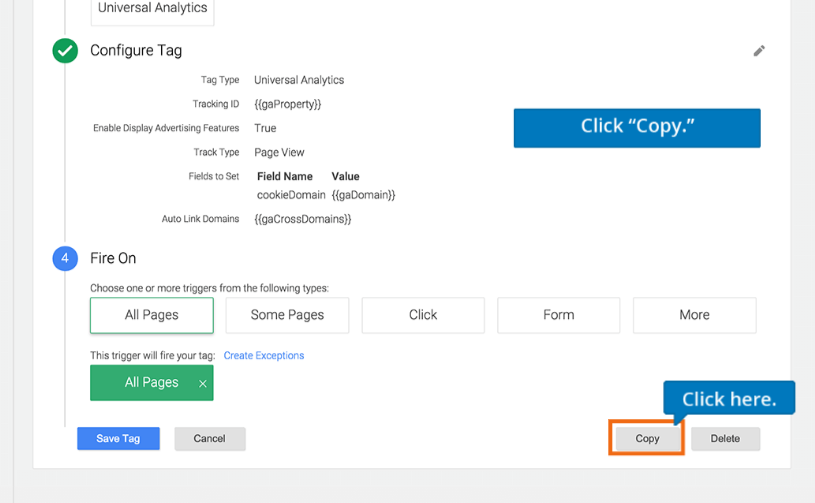 Universal Analytics
Configure Tag
Tag Type Universal Analytics
Tracking ID {{gaProperty}}
Enable Display Advertising Features True
Click “Copy.”
Track Type Page View
Fields to Set Field Name Value
cookieDomain {{gaDomain}}
Auto Link Domains {{gaCrossDomains}}
4 Fire On
Choose one or more triggers from the following types:
All Pages Some Pages Click Form More
This trigger will fire your tag: Create Exceptions
All Pages ×
Click here.
Save Tag Cancel Copy Delete